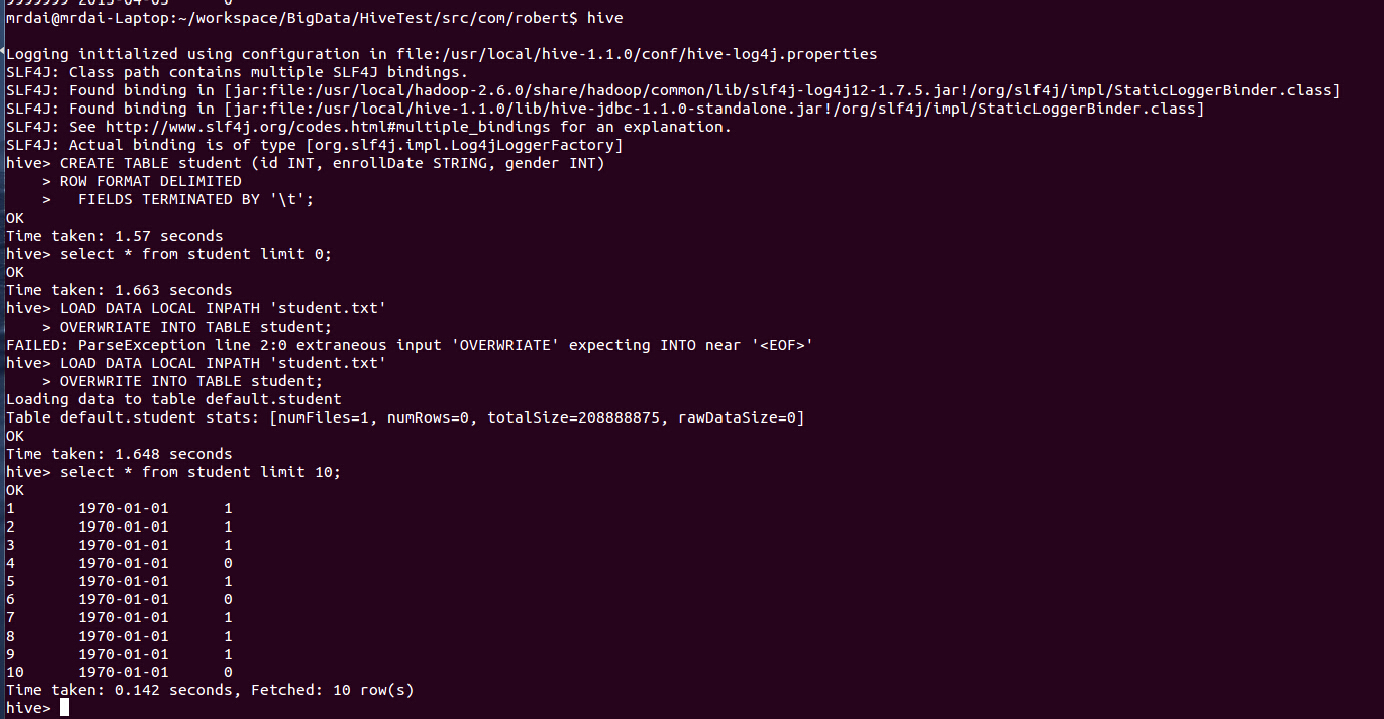 mrdai@mrdai-Laptop:~/workspace/BigData/HiveTest/src/com/robert$ hive
Logging initialized using configuration in file:/usr/local/hive-1.1.0/conf/hive-log4j.properties
SLF4J: Class path contains multiple SLF4J bindings.
SLF4J: Found binding in [jar:file:/usr/local/hadoop-2.6.0/share/hadoop/common/lib/slf4j-log4j12-1.7.5.jar!/org/slf4j/impl/StaticLoggerBinder.class]
SLF4J: Found binding in [jar:file:/usr/local/hive-1.1.0/lib/hive-jdbc-1.1.0-standalone.jar!/org/slf4j/impl/StaticLoggerBinder.class]
SLF4J: See http://www.slf4j.org/codes.html#multiple_bindings for an explanation.
SLF4J: Actual binding is of type [org.slf4j.impl.Log4jLoggerFactory]
hive> CREATE TABLE student (id INT, enrollDate STRING, gender INT)
    > ROW FORMAT DELIMITED
    >   FIELDS TERMINATED BY '\t';
OK
Time taken: 1.57 seconds
hive> select * from student limit 0;
OK
Time taken: 1.663 seconds
hive> LOAD DATA LOCAL INPATH 'student.txt'
    > OVERWRIATE INTO TABLE student;
FAILED: ParseException line 2:0 extraneous input 'OVERWRIATE' expecting INTO near '<EOF>'
hive> LOAD DATA LOCAL INPATH 'student.txt'
    > OVERWRITE INTO TABLE student;
Loading data to table default.student
Table default.student stats: [numFiles=1, numRows=0, totalSize=208888875, rawDataSize=0]
OK
Time taken: 1.648 seconds
hive> select * from student limit 10;
OK
1       1970-01-01      1
2       1970-01-01      1
3       1970-01-01      1
4       1970-01-01      0
5       1970-01-01      1
6       1970-01-01      0
7       1970-01-01      1
8       1970-01-01      1
9       1970-01-01      1
10      1970-01-01      0
Time taken: 0.142 seconds, Fetched: 10 row(s)
hive>